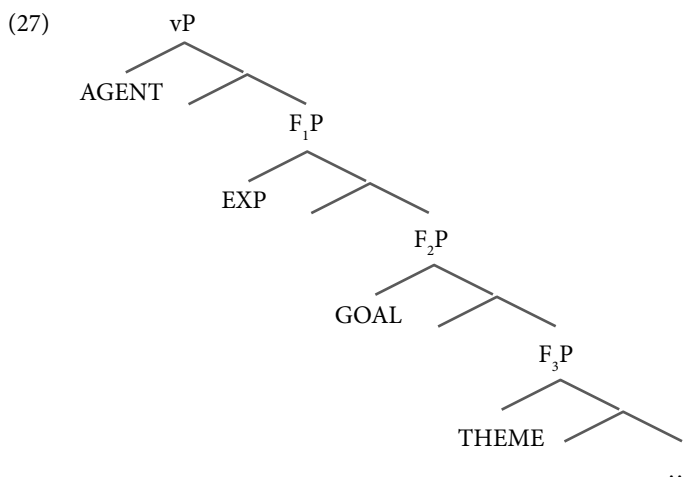 (27)
vP
AGENT
F₁P
EXP
F₂P
GOAL
F₃P
THEME
..